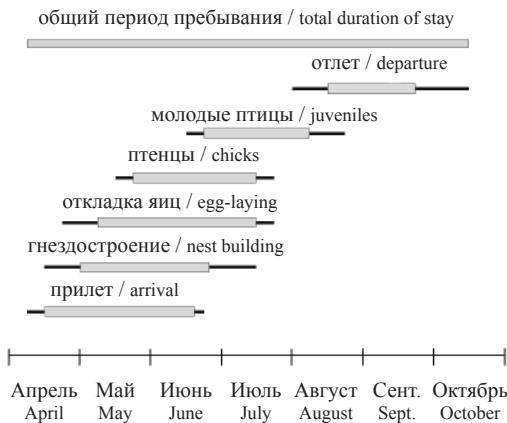 общий период пребывания / total duration of stay
отлет / departure
молодые птицы / juveniles
птенцы / chicks
откладка яиц / egg-laying
гнездостроение / nest building
прилет / arrival
Апрель Май Июнь Июль Август Сент. Октябрь
April May June July August Sept. October